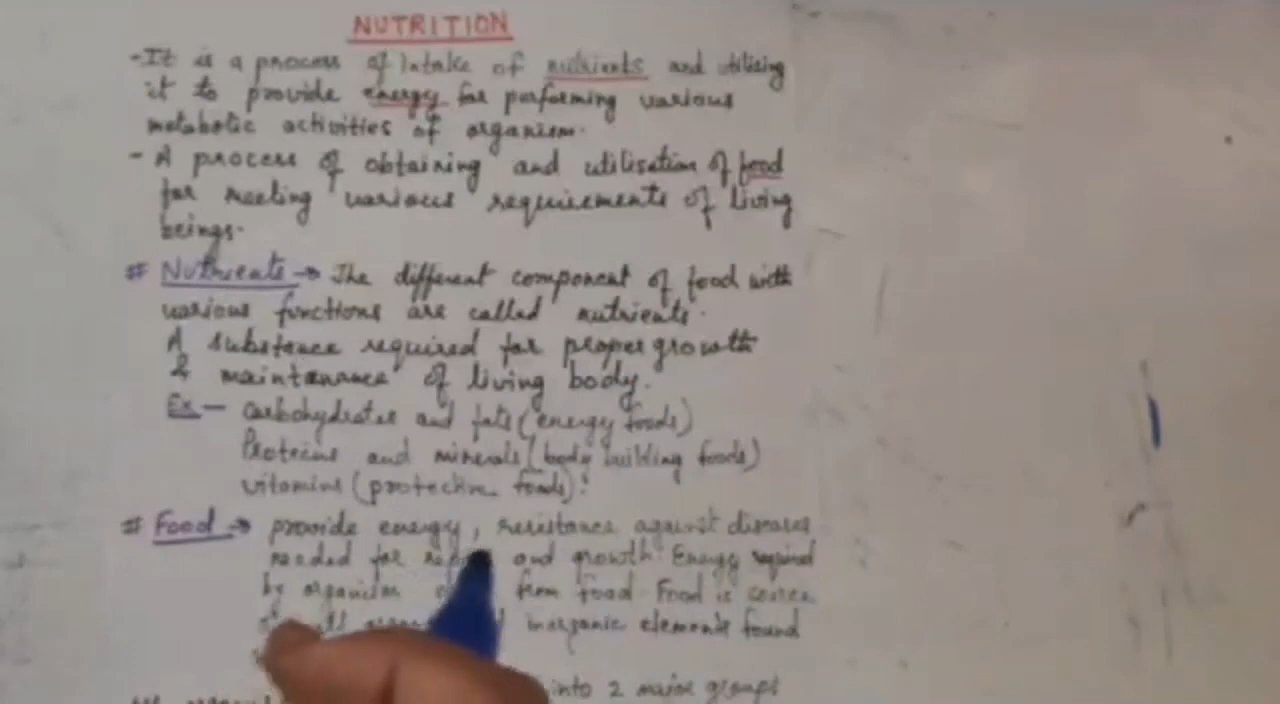 NUTRITION
-It is a process of intake of nutrients and utilising
it to provide energy for performing various
metabolic activities of organism.
- A process of obtaining and utilisation of food
for meeting various requirements of living
beings.
# Nutrients → The different component of food with
various functions are called nutrients.
A substance required for proper growth
& maintenance of living body.
Ex - carbohydrates and fats (energy foods)
Proteins and minerals (body building foods)
vitamins (protective foods).
# Food → provide energy, resistance against diseases
needed for and growth. Energy required
by from food. Food is source
inorganic elements found
into 2 major groups